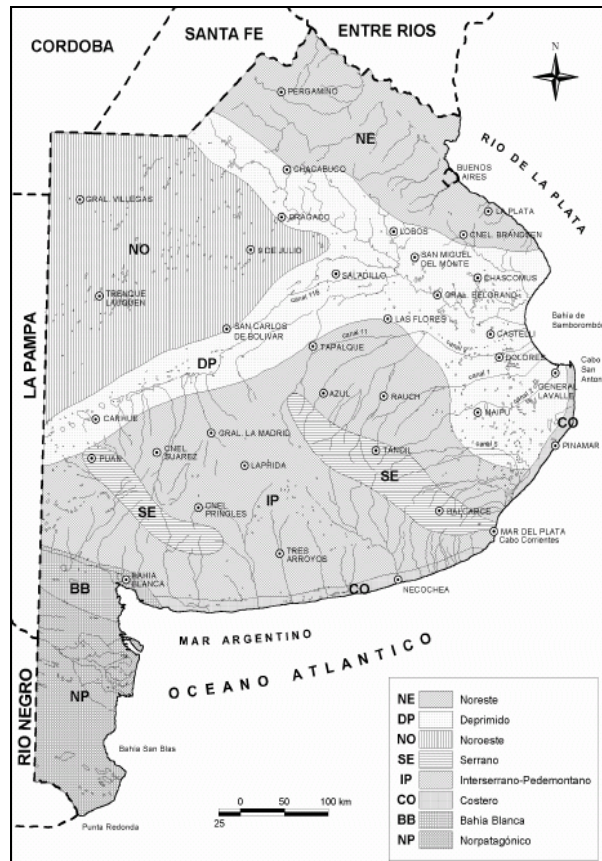 CORDOBA
SANTA FE
ENTRE RIOS
N
PERGAMINO
NE
RIO DE LA PLATA
BUENOS
AIRES
CHACABUCO
GRAL. VILLEGAS
LA PLATA
BRAGADO
LOBOS
CNEL. BRANDSEN
NO
9 DE JULIO
SAN MIGUEL
DEL MONTE
SALADILLO
CHASCOMUS
TRENQUE
LAUQUEN
GRAL. BELGRANO
canal 11
LAS FLORES
Bahia de
Samborombón
SAN CARLOS
DE BOLIVAR
CASTELLI
TAPALQUE
DOLORES
Cabo
San
Antonio
LA PAMPA
DP
GENERAL
LAVALLE
AZUL
RAUCH
MAIPU
CARHUE
CO
GRAL. LA MADRID
PINAMAR
PUAN
CNEL
SUAREZ
TANDIL
LAPRIDA
SE
IP
SE
CNEL
PRINGLES
BALCARCE
MAR DEL PLATA
Cabo Corrientes
TRES
ARROYOS
BAHIA
BLANCA
BB
CO
NECOCHEA
MAR ARGENTINO
OCEANO ATLANTICO
NP
RIO NEGRO
Bahia San Blas
Punta Redonda
0 50 100 km
25
NE Noreste
DP Deprimido
NO Noroeste
SE Serrano
IP Interserrano-Pedemontano
CO Costero
BB Bahía Blanca
NP Norpatagónico